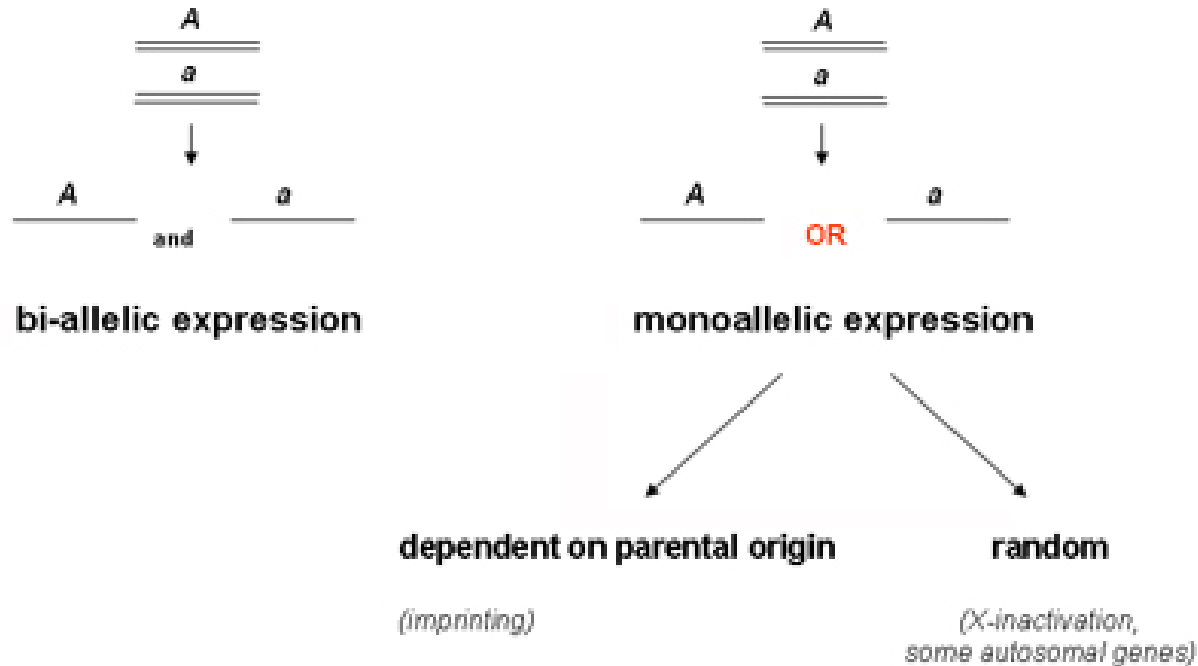 A
a
A
a
and
bi-allelic expression
A
a
A
a
OR
monoallelic expression
dependent on parental origin
(imprinting)
random
(X-inactivation,
some autosomal genes)